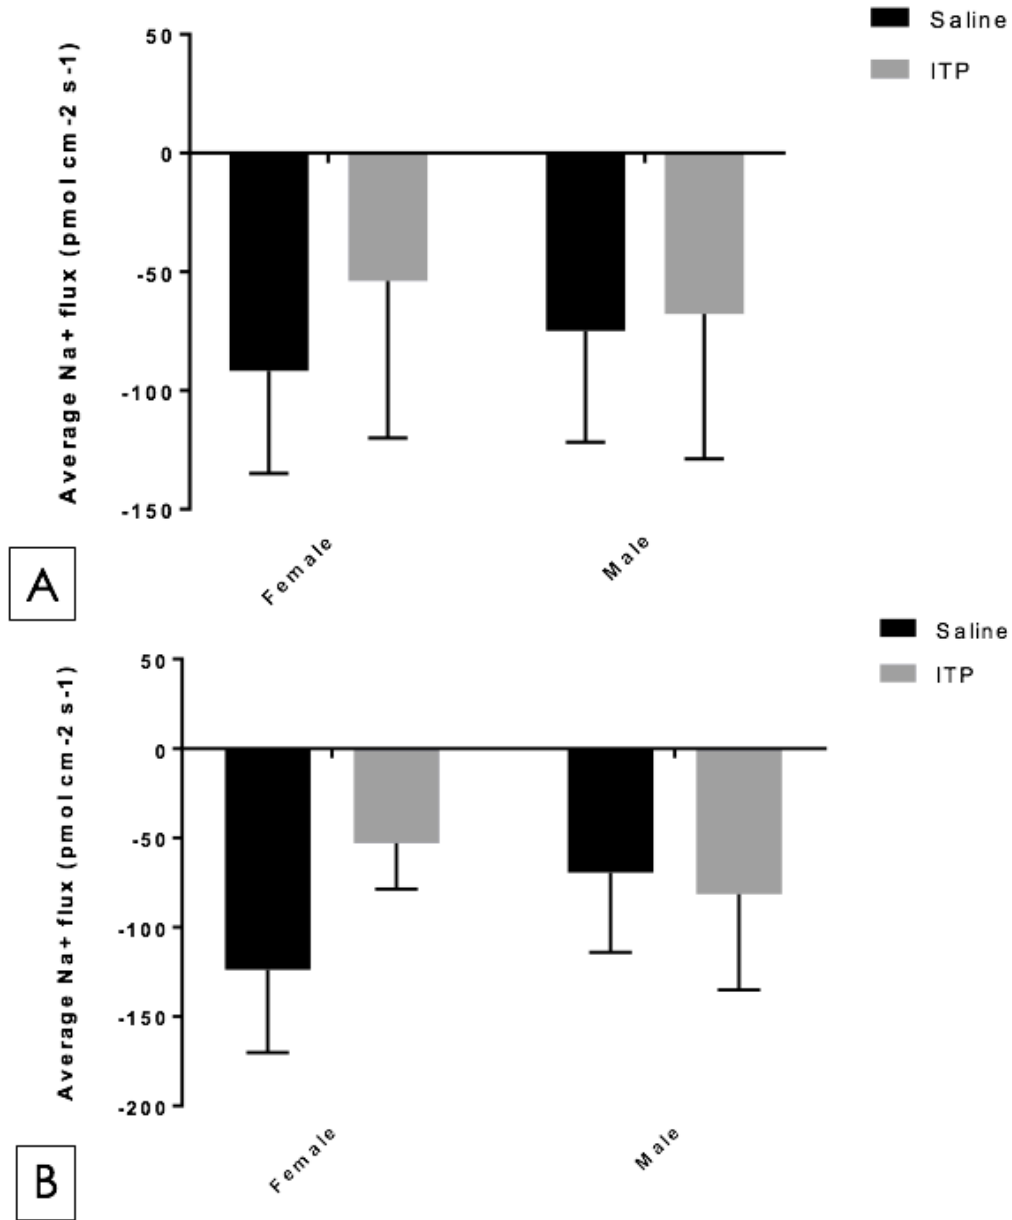 Saline
ITP
Average Na+ flux (pmol cm-2 s-1)
50
0
-50
-100
-150
Female
Male
A
Saline
ITP
Average Na+ flux (pmol cm-2 s-1)
50
0
-50
-100
-150
-200
Female
Male
B